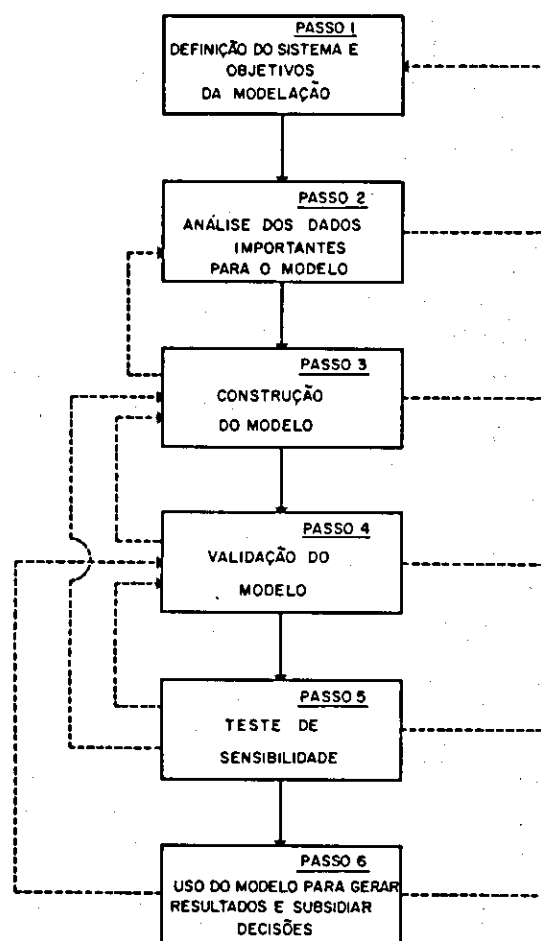 PASSO 1
DEFINIÇÃO DO SISTEMA E
OBJETIVOS
DA MODELAÇÃO
PASSO 2
ANÁLISE DOS DADOS
IMPORTANTES
PARA O MODELO
PASSO 3
CONSTRUÇÃO
DO MODELO
PASSO 4
VALIDAÇÃO DO
MODELO
PASSO 5
TESTE DE
SENSIBILIDADE
PASSO 6
USO DO MODELO PARA GERAR
RESULTADOS E SUBSIDIAR
DECISÕES